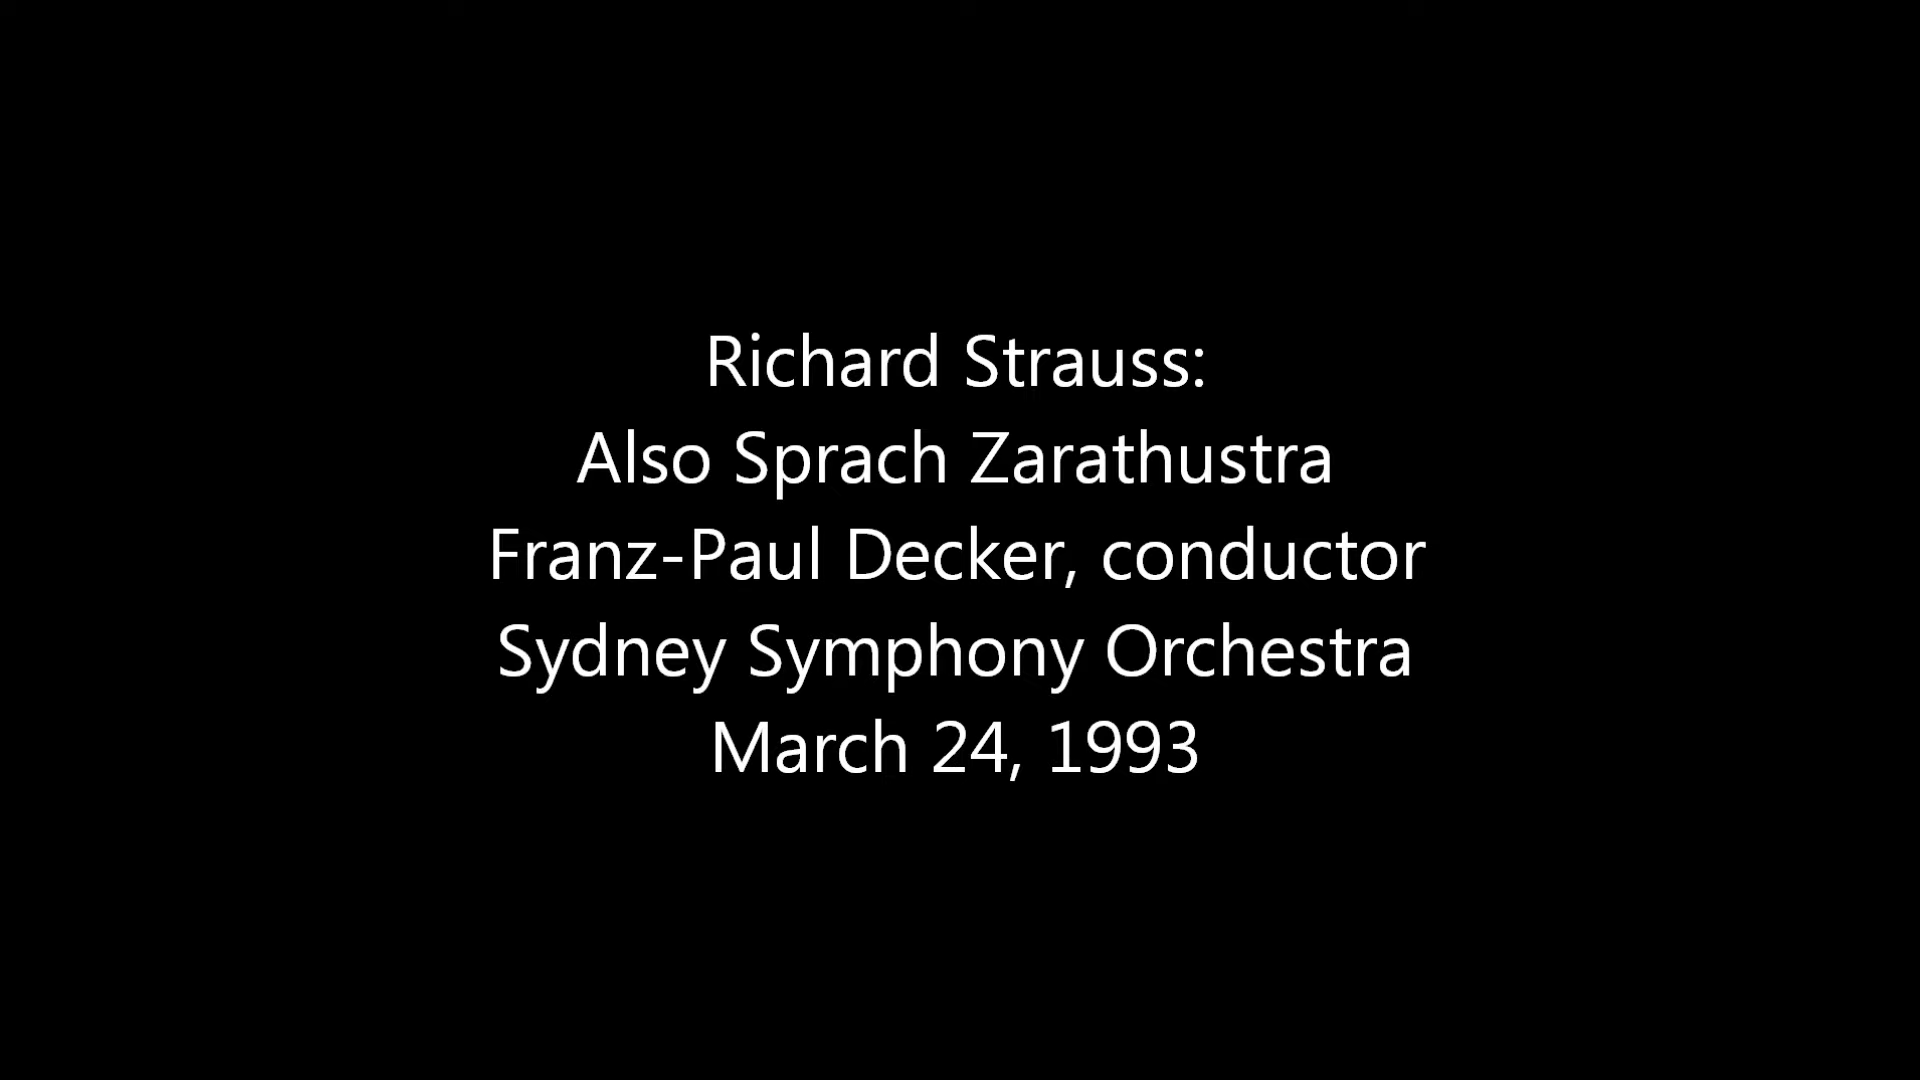 Richard Strauss:
Also Sprach Zarathustra
Franz-Paul Decker, conductor
Sydney Symphony Orchestra
March 24, 1993